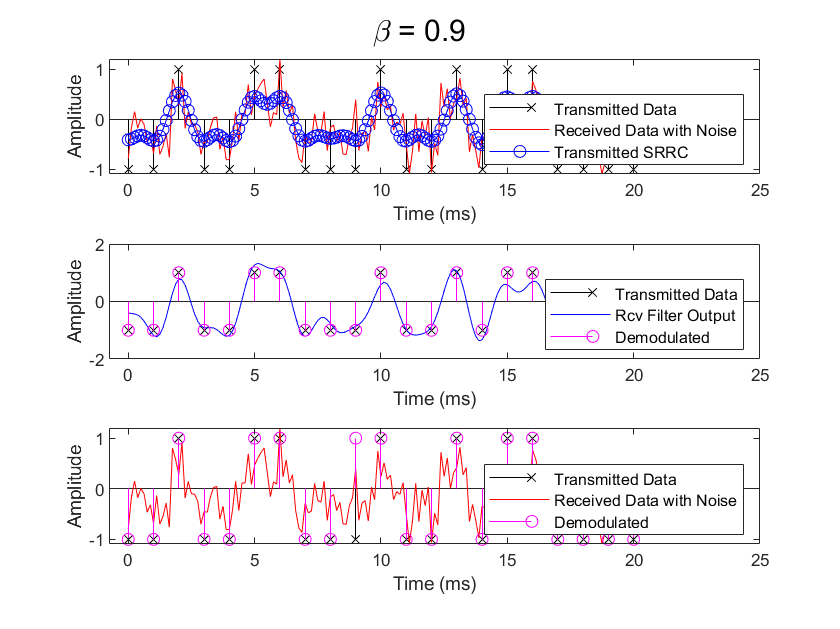 β = 0.9
1
0
-1
Amplitude
Transmitted Data
Received Data with Noise
Transmitted SRRC
0 5 10 15 20 25
Time (ms)
2
0
-2
Amplitude
Transmitted Data
Rcv Filter Output
Demodulated
0 5 10 15 20 25
Time (ms)
1
0
-1
Amplitude
Transmitted Data
Received Data with Noise
Demodulated
0 5 10 15 20 25
Time (ms)